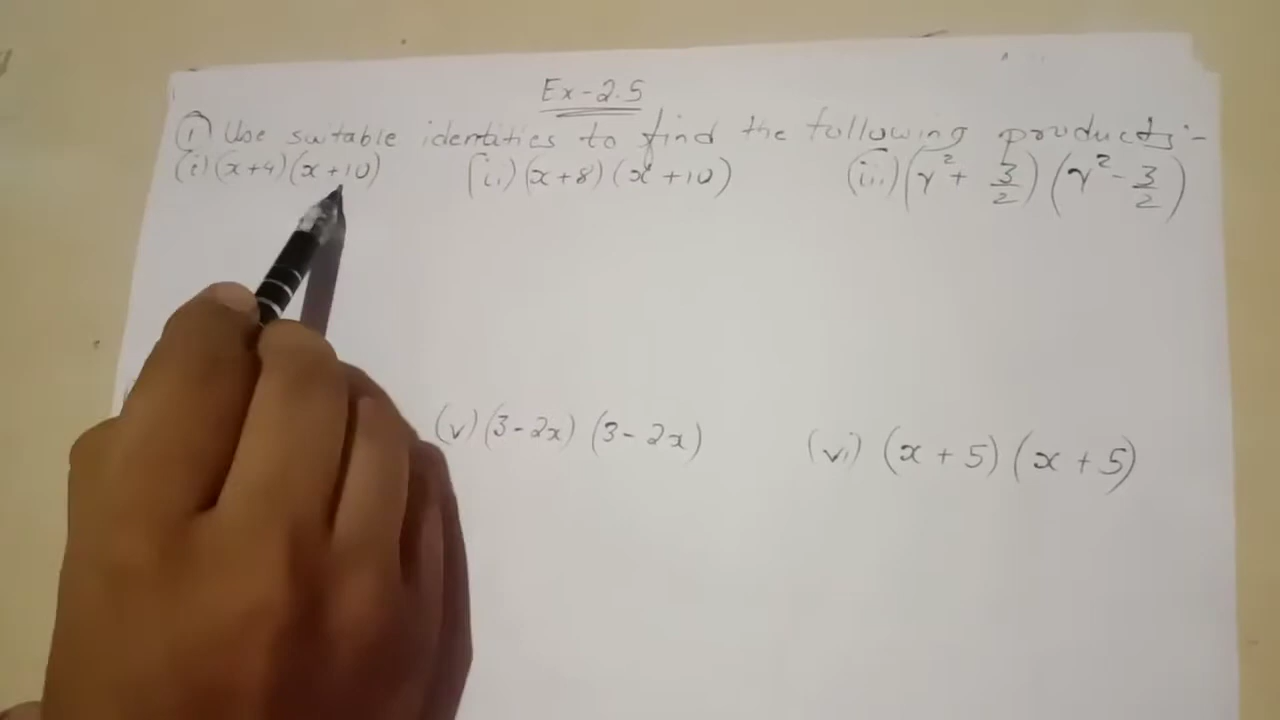 Ex-2.5
① Use suitable identities to find the following products:-
(i) (x+4) (x+10) (ii) (x+8) (x+10) (iii) (γ² + 3/2) (γ² - 3/2)
(v) (3-2x) (3-2x) (vi) (x+5) (x+5)